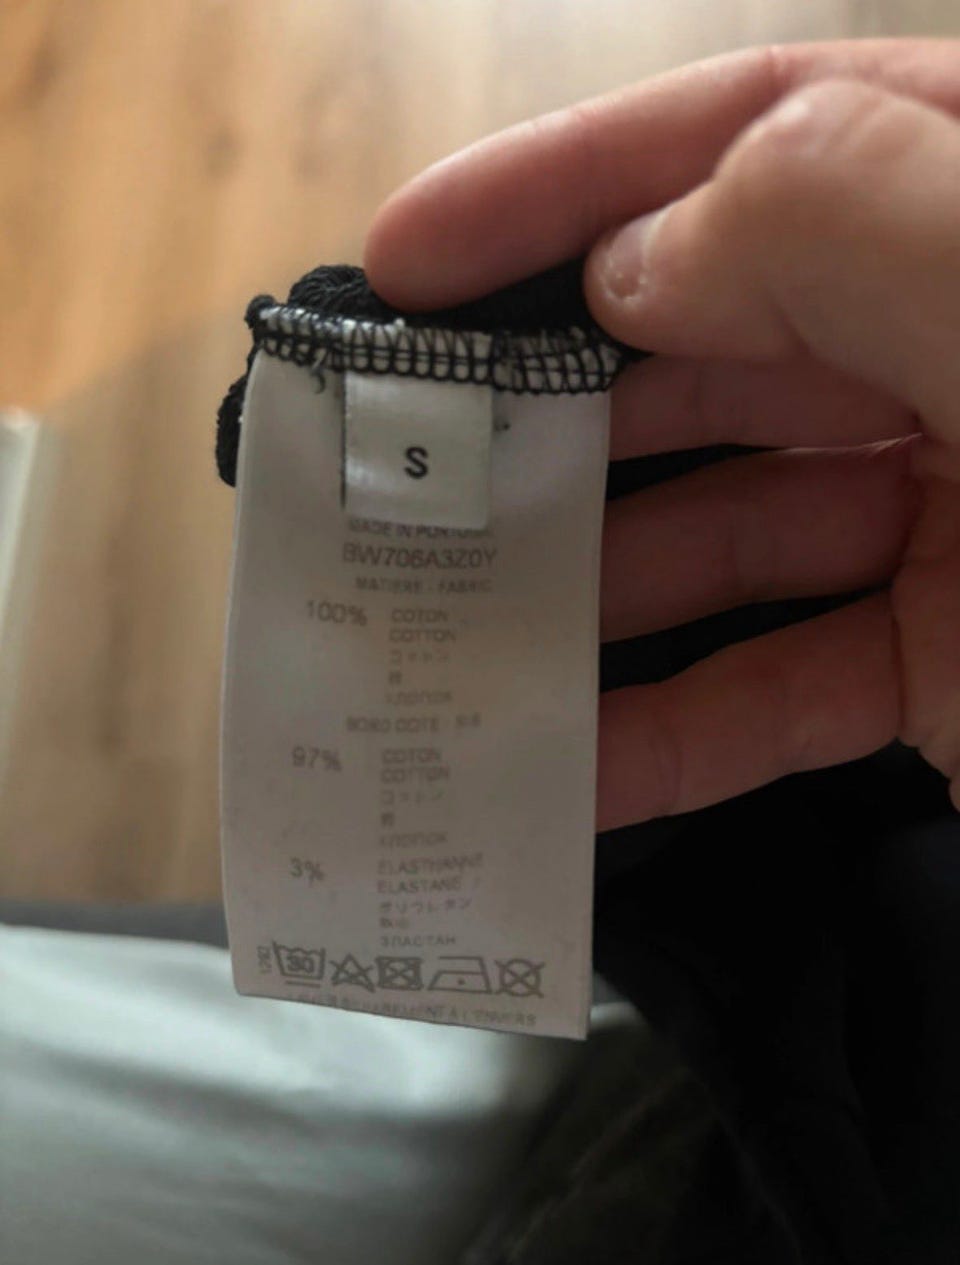 S
MADE IN
BW706A3Z0Y
MATIERE - FABRIC
100% COTON
COTTON
コットン
棉
ХЛОПОК
BORD COTE -
97% COTON
COTTON
コットン
棉
ХЛОПОК
3% ELASTHANNE
ELASTANE /
ポリウレタン
ЭЛАСТАН
30
A L'ENVERS